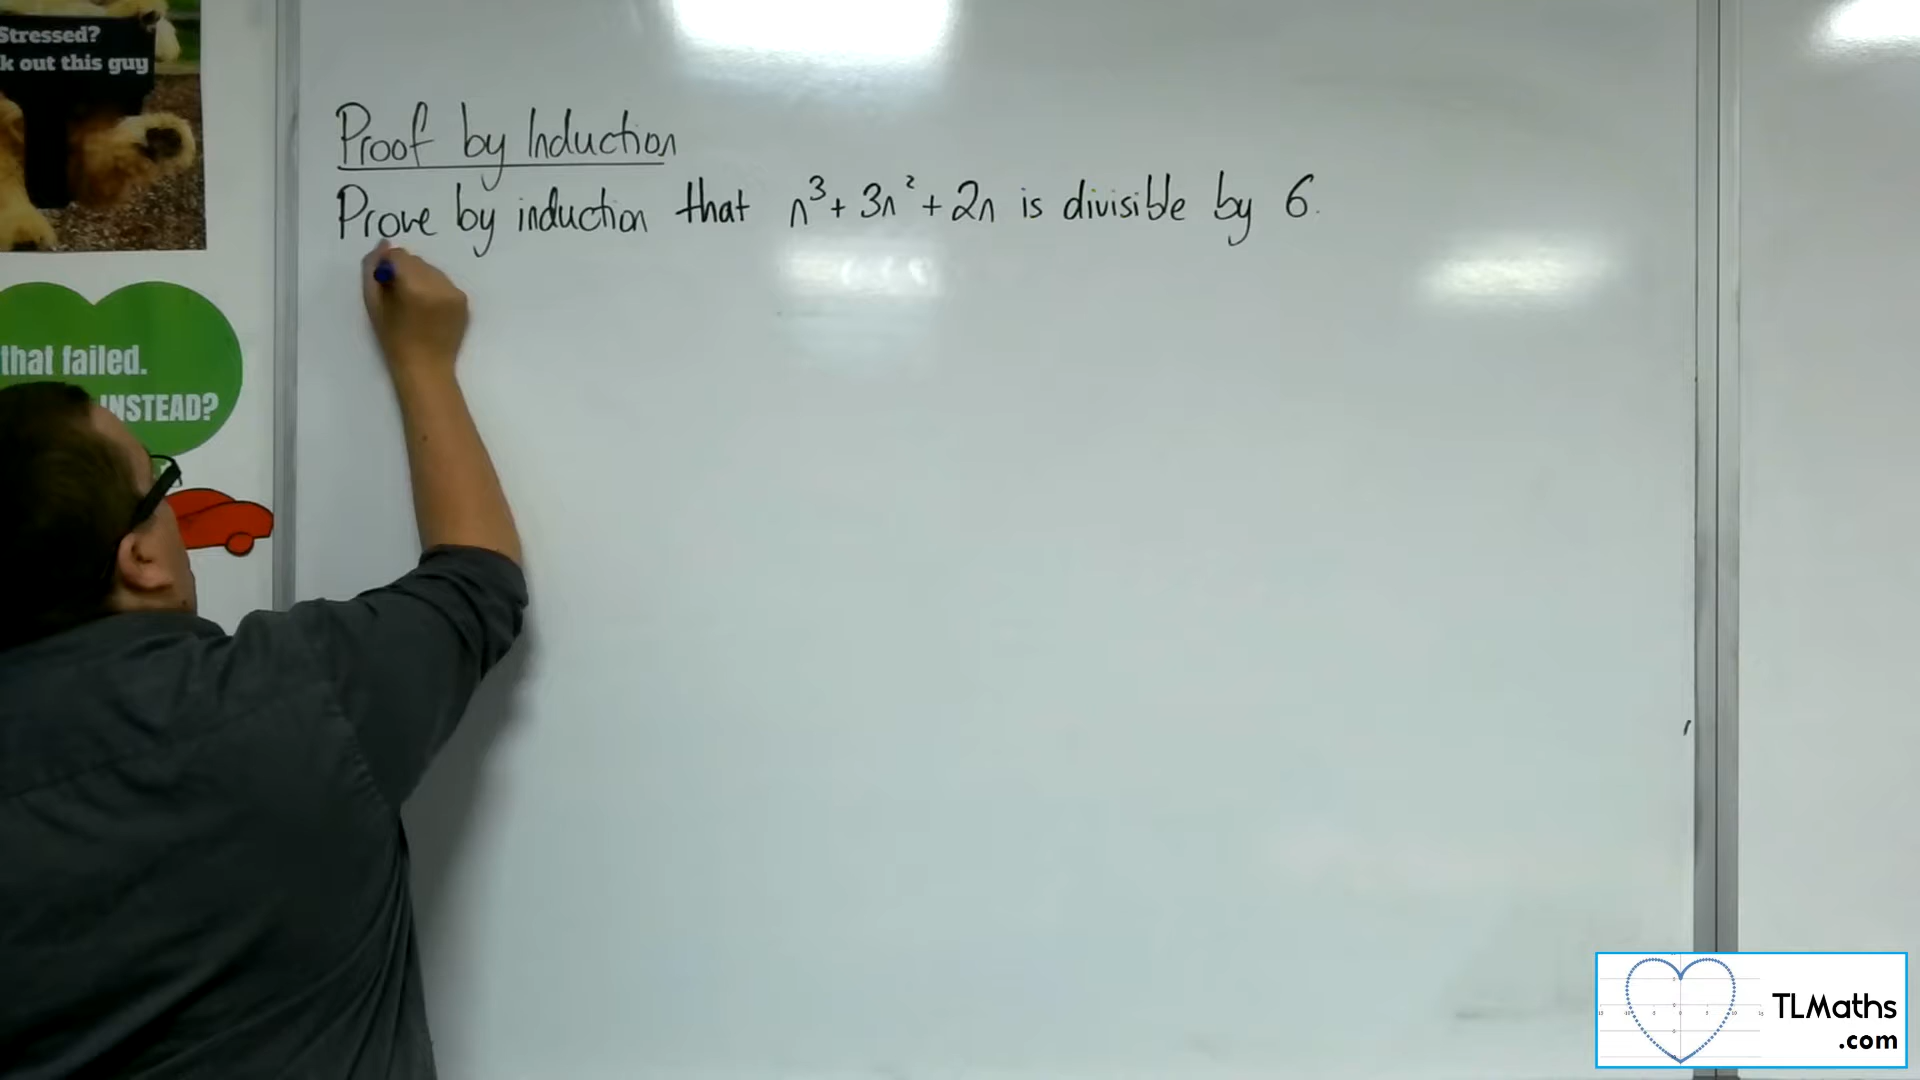 Stressed?
k out this guy
Proof by Induction
Prove by induction that n³ + 3n² + 2n is divisible by 6.
that failed.
INSTEAD?
TLMaths
.com